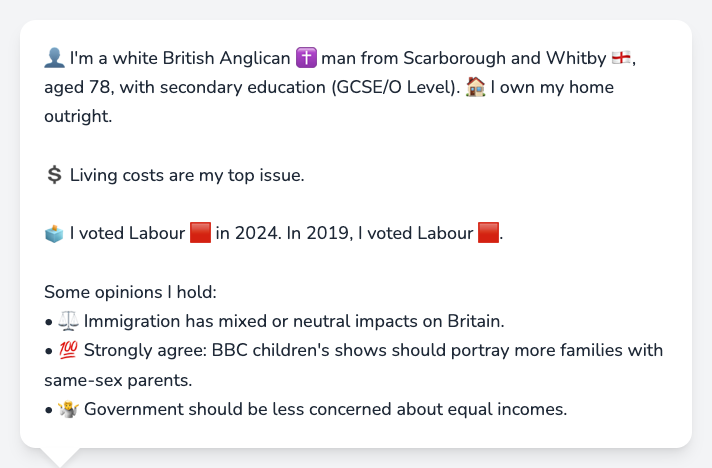 👤 I'm a white British Anglican ✝️ man from Scarborough and Whitby 🏴󠁧󠁢󠁥󠁮󠁧󠁿,
aged 78, with secondary education (GCSE/O Level). 🏠 I own my home
outright.
💲 Living costs are my top issue.
🗳️ I voted Labour 🟥 in 2024. In 2019, I voted Labour 🟥.
Some opinions I hold:
• ⚖️ Immigration has mixed or neutral impacts on Britain.
• 💯 Strongly agree: BBC children's shows should portray more families with
same-sex parents.
• 🤷 Government should be less concerned about equal incomes.